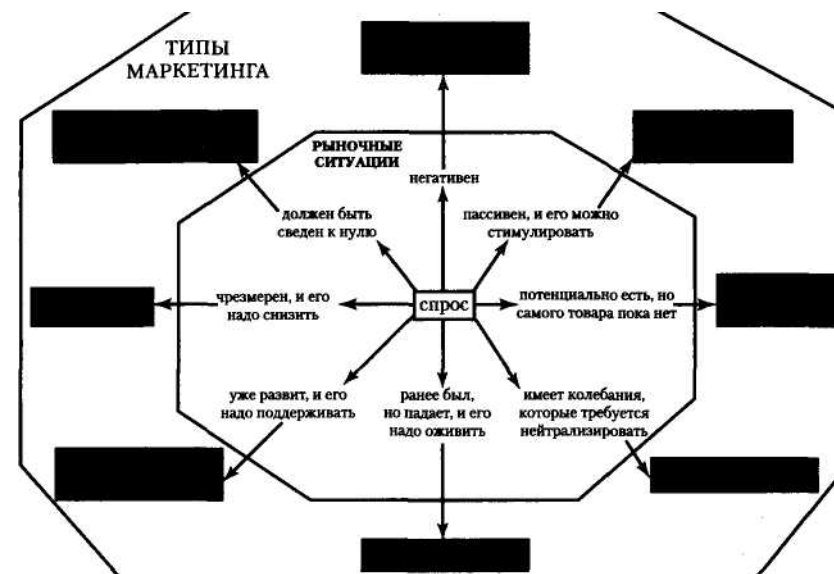 ТИПЫ
МАРКЕТИНГА
РЫНОЧНЫЕ
СИТУАЦИИ
негативен
должен быть
сведен к нулю
пассивен, и его можно
стимулировать
чрезмерен, и его
надо снизить
спрос
потенциально есть, но
самого товара пока нет
уже развит, и его
надо поддерживать
ранее был,
но падает, и его
надо оживить
имеет колебания,
которые требуется
нейтрализировать